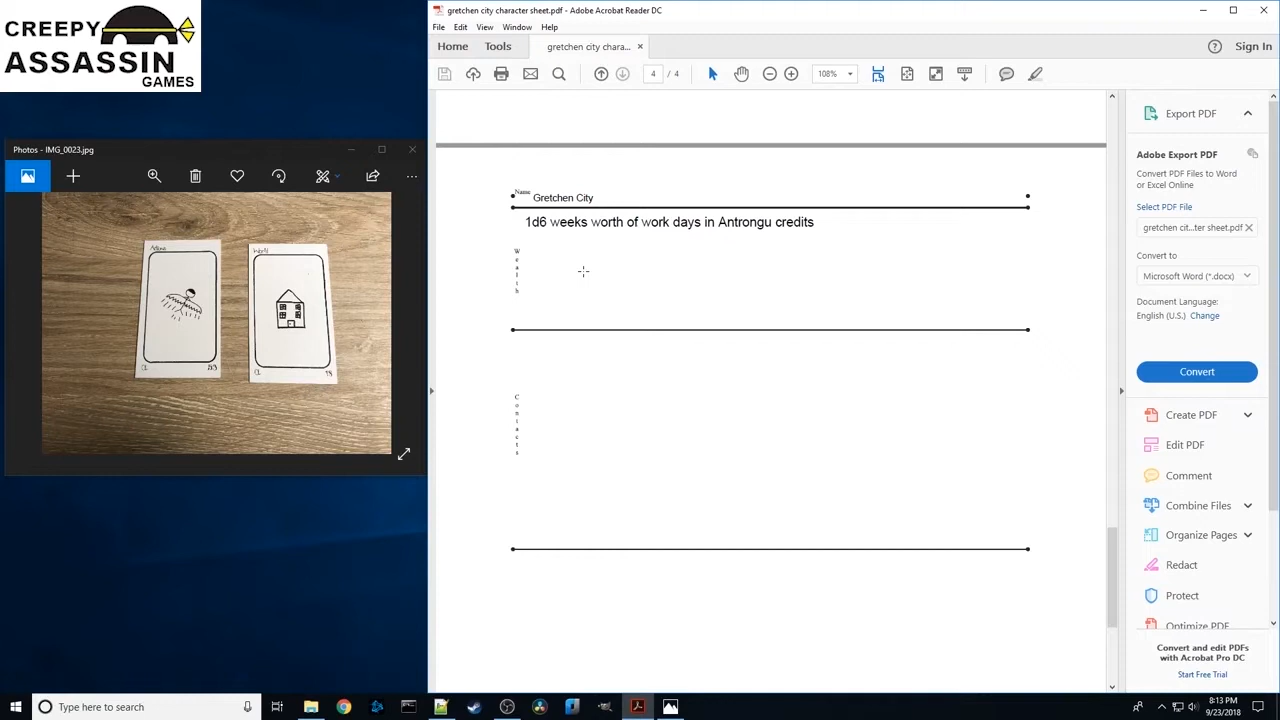 CREEPY
ASSASSIN
GAMES
Photos - IMG_0023.jpg
gretchen city character sheet.pdf - Adobe Acrobat Reader DC
File Edit View Window Help
Home Tools gretchen city chara... Sign In
4 / 4 108%
Name Gretchen City
1d6 weeks worth of work days in Antrongu credits
Wealth
Contacts
Export PDF
Adobe Export PDF
Convert PDF Files to Word
or Excel Online
Select PDF File
gretchen cit...ter sheet.pdf
Convert to
Microsoft Word (*.docx)
Document Language:
English (U.S.) Change
Convert
Create PDF
Edit PDF
Comment
Combine Files
Organize Pages
Redact
Protect
Optimize PDF
Convert and edit PDFs
with Acrobat Pro DC
Start Free Trial
Type here to search
8:13 PM
9/23/2018